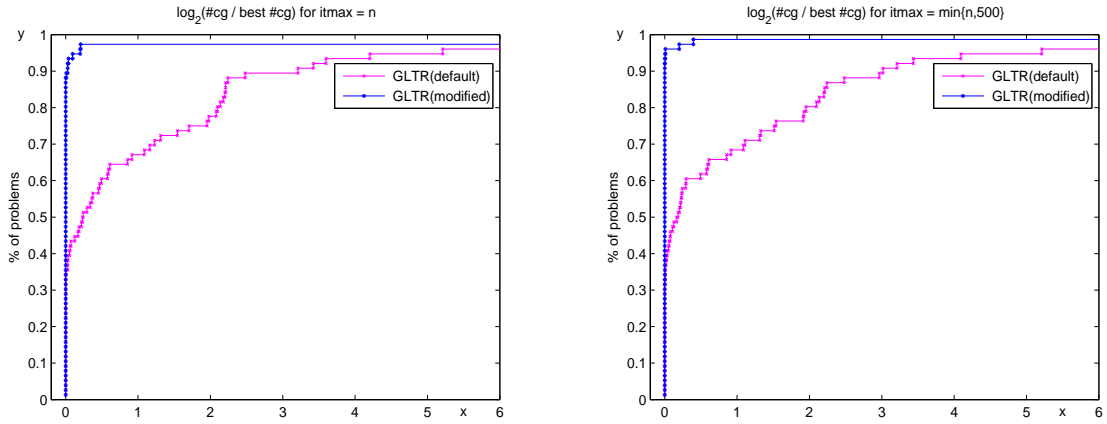 log2(#cg / best #cg) for itmax = n
y
1
0.9
0.8
0.7
0.6
0.5
0.4
0.3
0.2
0.1
0
% of problems
GLTR(default)
GLTR(modified)
0 1 2 3 4 5 x 6
log2(#cg / best #cg) for itmax = min{n,500}
y
1
0.9
0.8
0.7
0.6
0.5
0.4
0.3
0.2
0.1
0
% of problems
GLTR(default)
GLTR(modified)
0 1 2 3 4 5 x 6